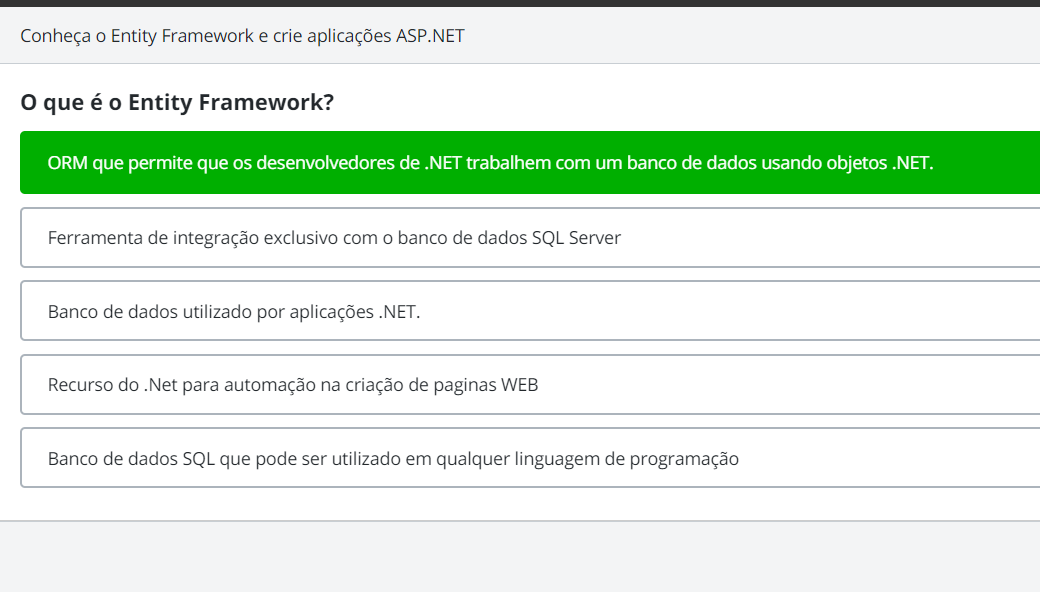 Conheça o Entity Framework e crie aplicações ASP.NET
O que é o Entity Framework?
ORM que permite que os desenvolvedores de .NET trabalhem com um banco de dados usando objetos .NET.
Ferramenta de integração exclusivo com o banco de dados SQL Server
Banco de dados utilizado por aplicações .NET.
Recurso do .Net para automação na criação de paginas WEB
Banco de dados SQL que pode ser utilizado em qualquer linguagem de programação